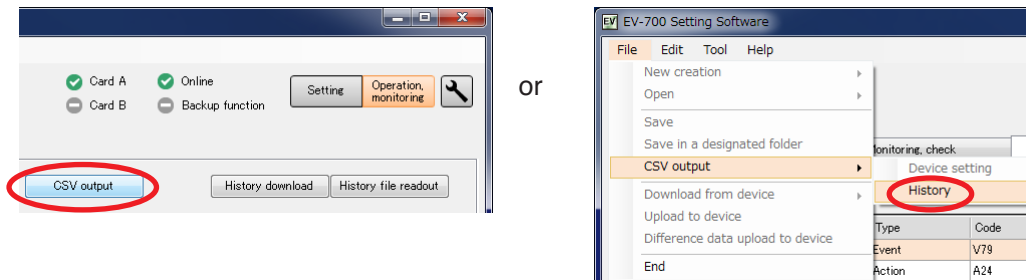 Card A
Online
Setting
Operation, monitoring
Card B
Backup function
CSV output
History download
History file readout
or
EV EV-700 Setting Software
File Edit Tool Help
New creation
Open
Save
Save in a designated folder
CSV output
Device setting
History
Download from device
Upload to device
Difference data upload to device
End
Monitoring, check
Type Code
Event V79
Action A24